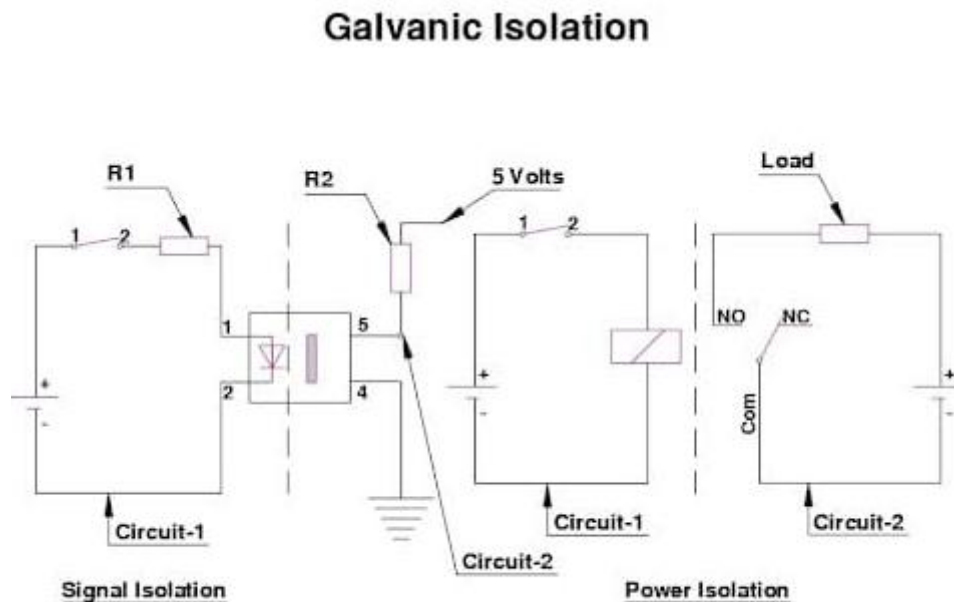 Galvanic Isolation
R1
R2
5 Volts
Load
1 2
1 2
1
5
NO
NC
2
4
+
-
+
-
+
-
Com
Circuit-1
Circuit-2
Circuit-1
Circuit-2
Signal Isolation
Power Isolation